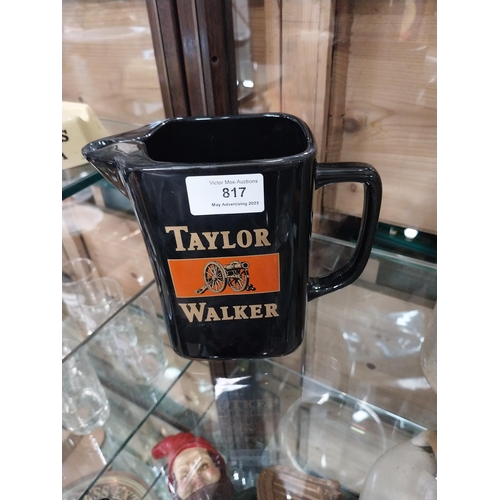 Victor Mee Auctions
817
May Advertising 2023
TAYLOR
WALKER